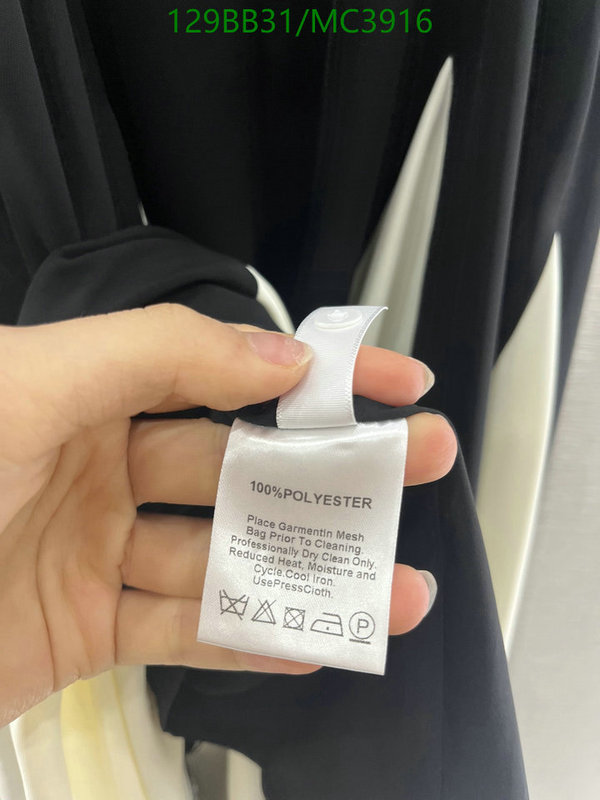 129BB31/MC3916
100%POLYESTER
Place Garmentin Mesh
Bag Prior To Cleaning.
Professionally Dry Clean Only.
Reduced Heat, Moisture and
Cycle.Cool Iron.
UsePressCloth.
P